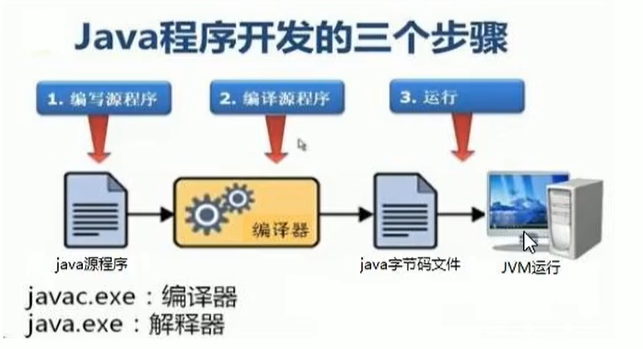 Java程序开发的三个步骤
1. 编写源程序
2. 编译源程序
3. 运行
编译器
java源程序
java字节码文件
JVM运行
javac.exe：编译器
java.exe：解释器